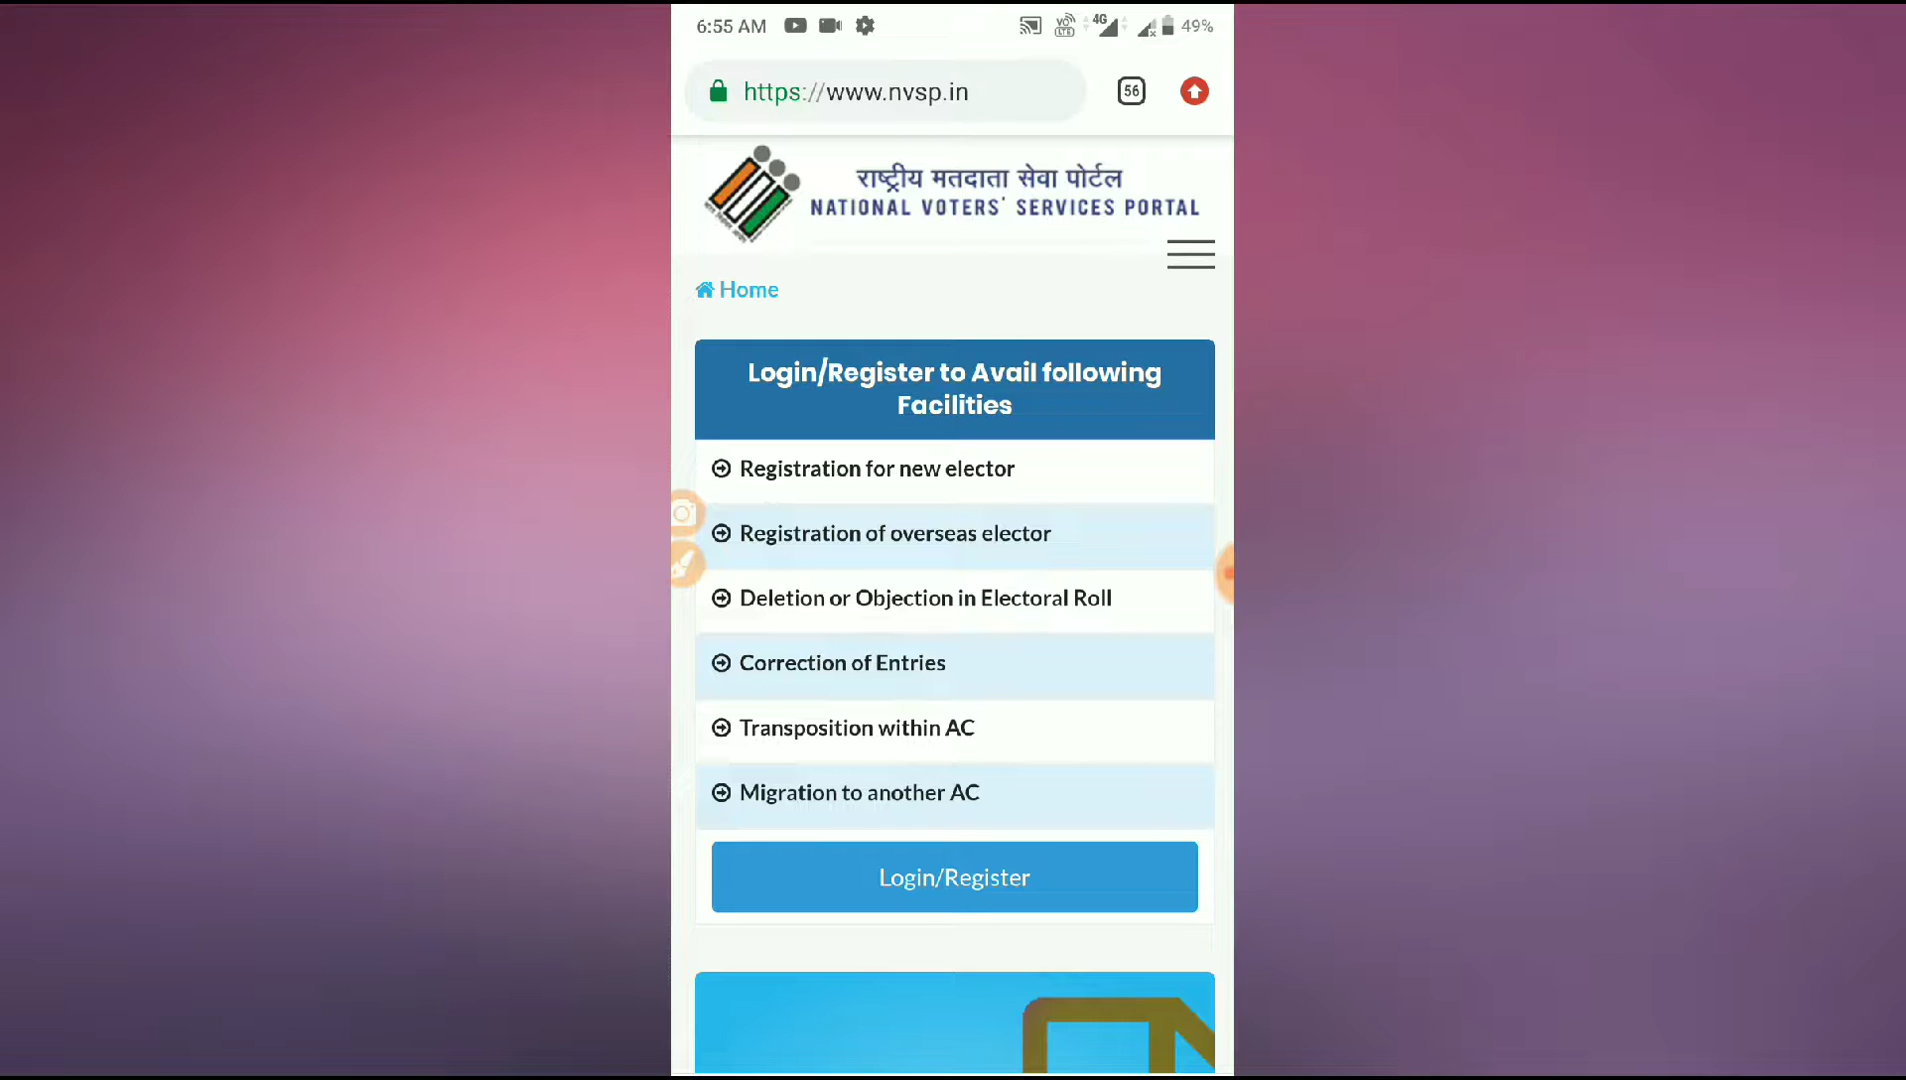 6:55 AM 4G 49%
https://www.nvsp.in 56
राष्ट्रीय मतदाता सेवा पोर्टल
NATIONAL VOTERS' SERVICES PORTAL
Home
Login/Register to Avail following
Facilities
Registration for new elector
Registration of overseas elector
Deletion or Objection in Electoral Roll
Correction of Entries
Transposition within AC
Migration to another AC
Login/Register